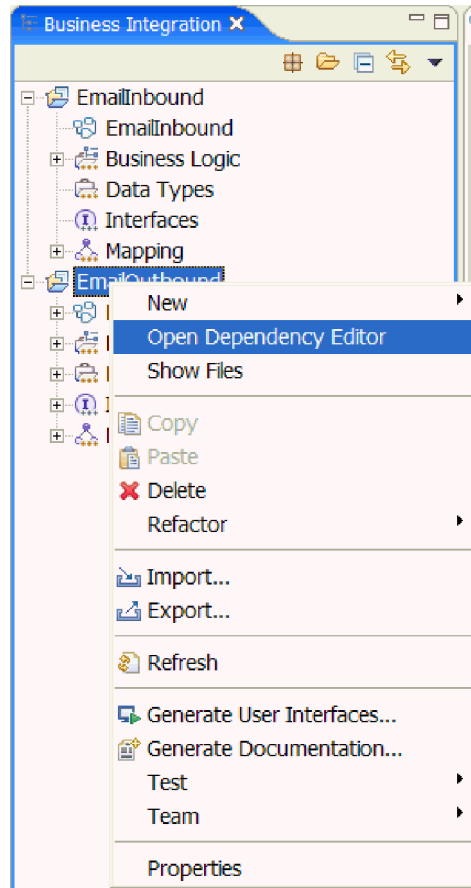 Business Integration
EmailInbound
EmailInbound
Business Logic
Data Types
Interfaces
Mapping
EmailOutbound
New
Open Dependency Editor
Show Files
Copy
Paste
Delete
Refactor
Import...
Export...
Refresh
Generate User Interfaces...
Generate Documentation...
Test
Team
Properties